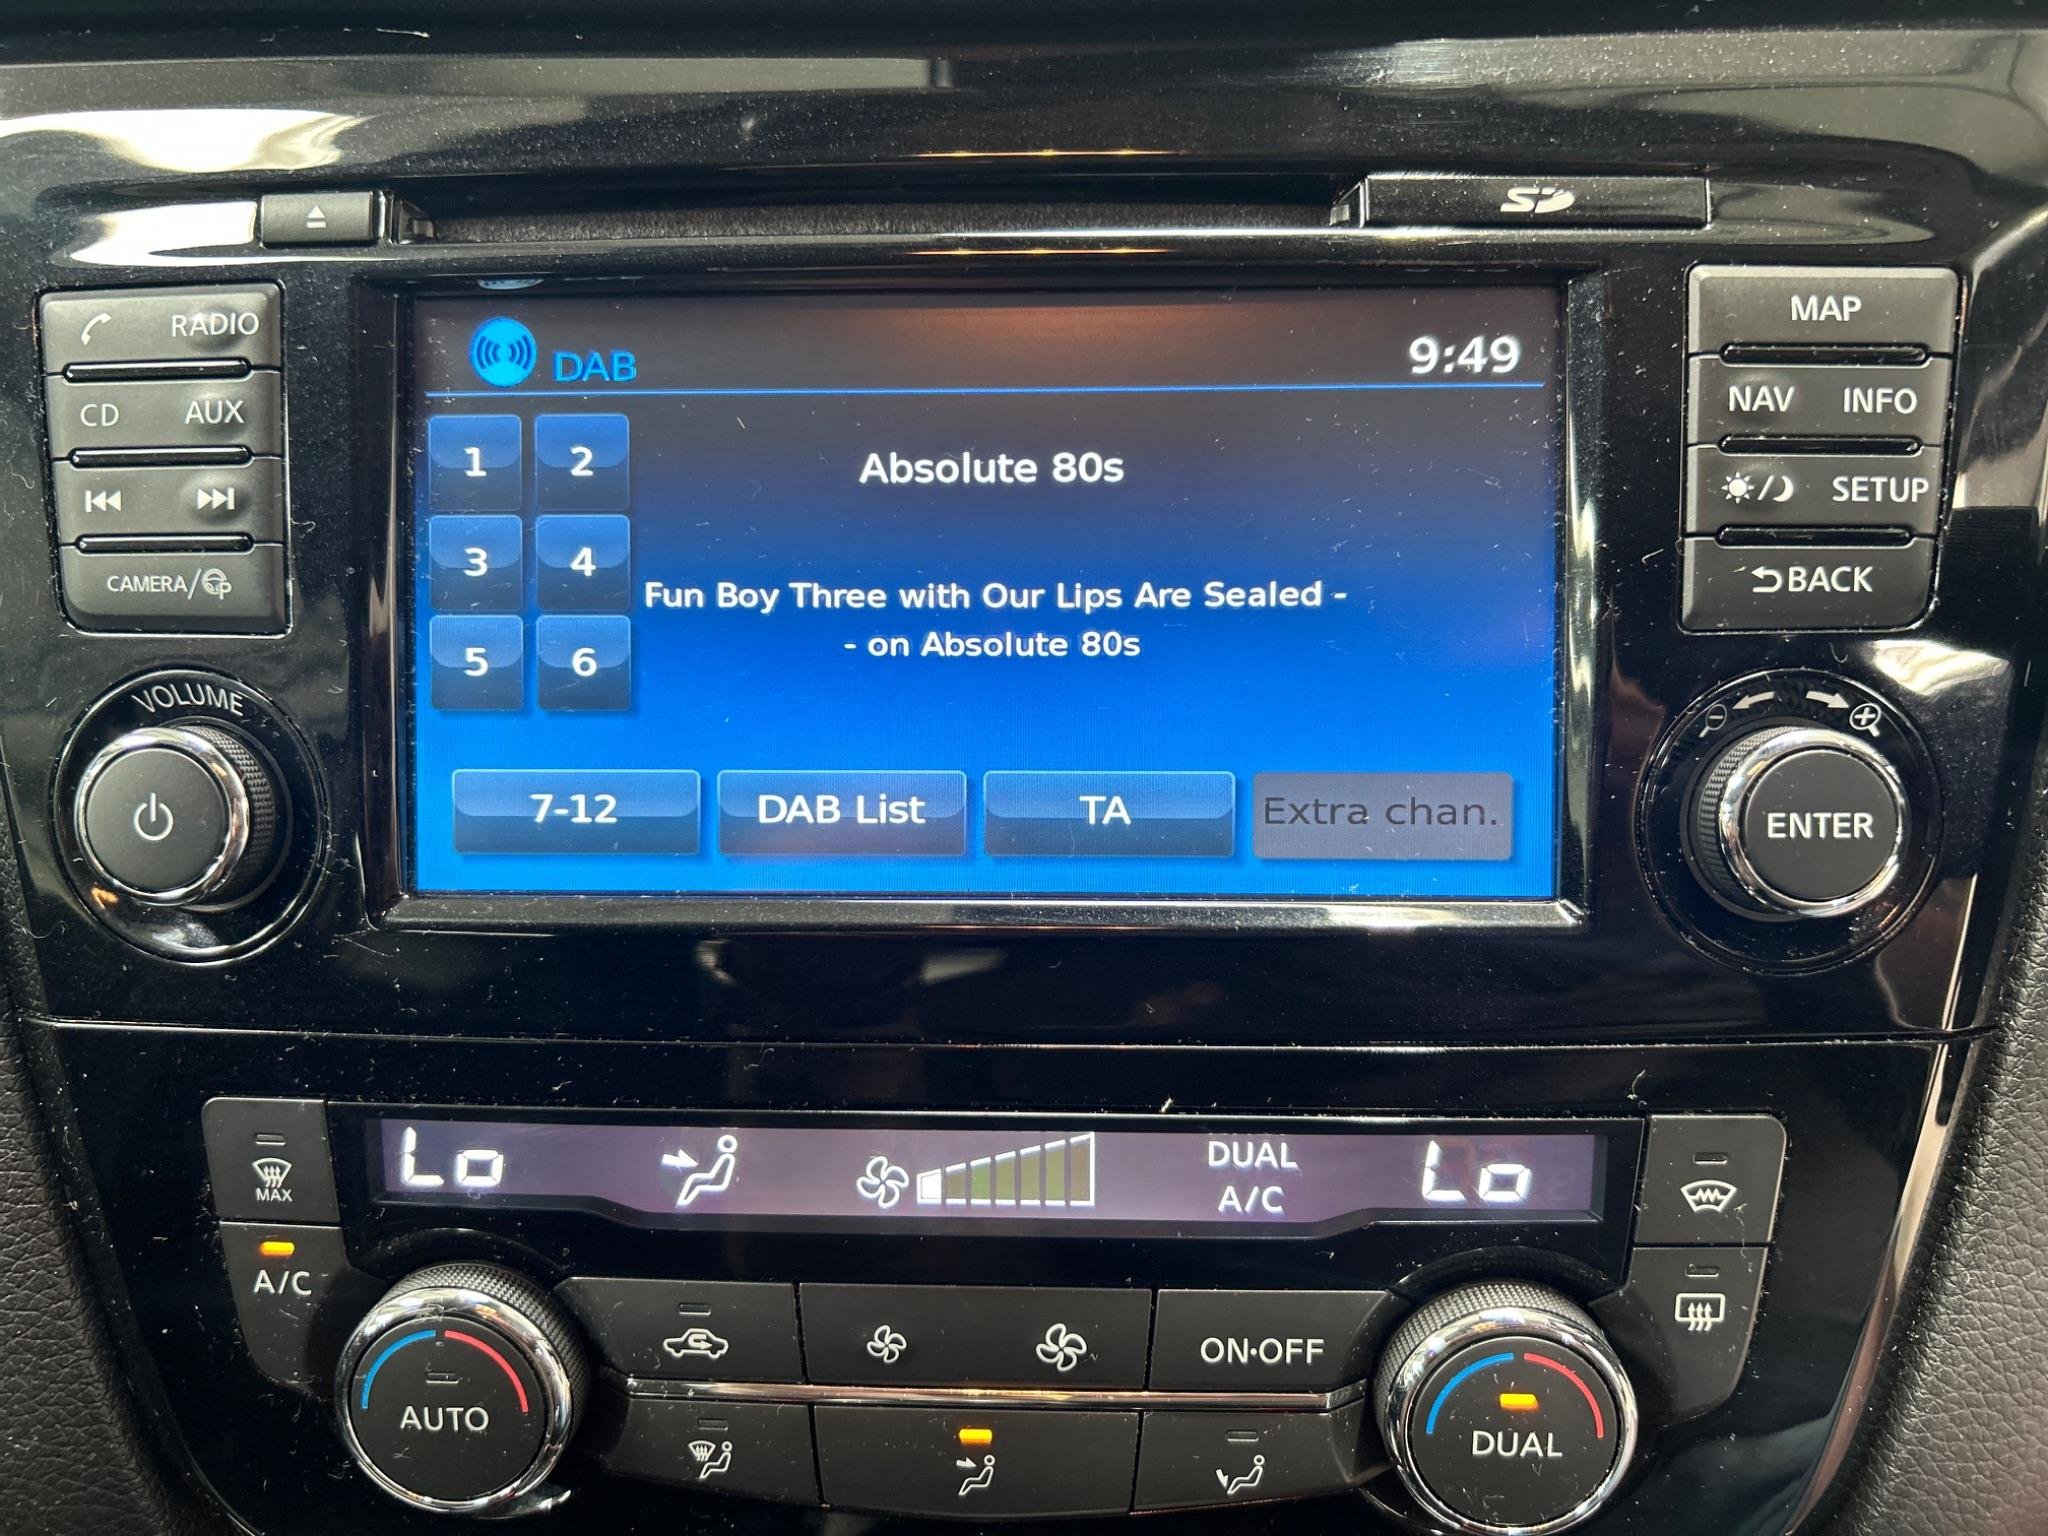 SD
RADIO
CD AUX
CAMERA/
VOLUME
DAB
9:49
1 2
3 4
5 6
Absolute 80s
Fun Boy Three with Our Lips Are Sealed -
- on Absolute 80s
7-12 DAB List TA Extra chan.
MAP
NAV INFO
SETUP
BACK
ENTER
MAX
A/C
Lo
DUAL
A/C
Lo
AUTO
ON•OFF
DUAL